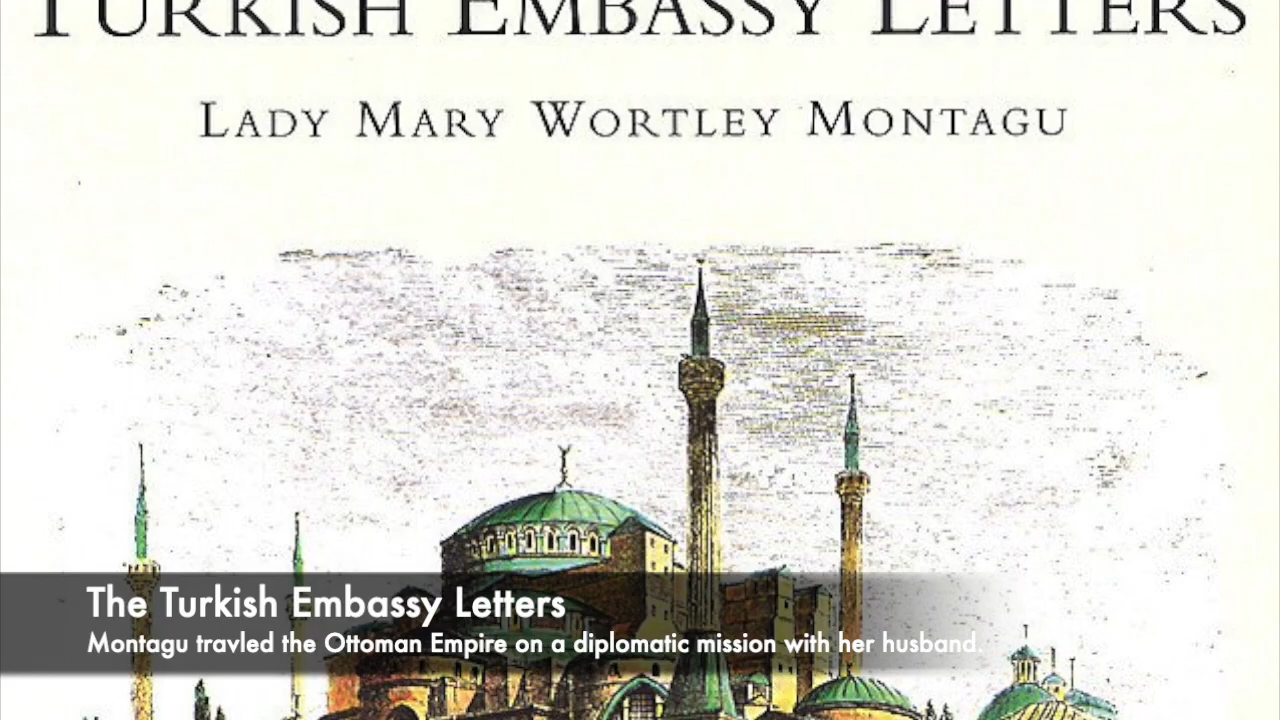 TURKISH EMBASSY LETTERS
LADY MARY WORTLEY MONTAGU
The Turkish Embassy Letters
Montagu travled the Ottoman Empire on a diplomatic mission with her husband.